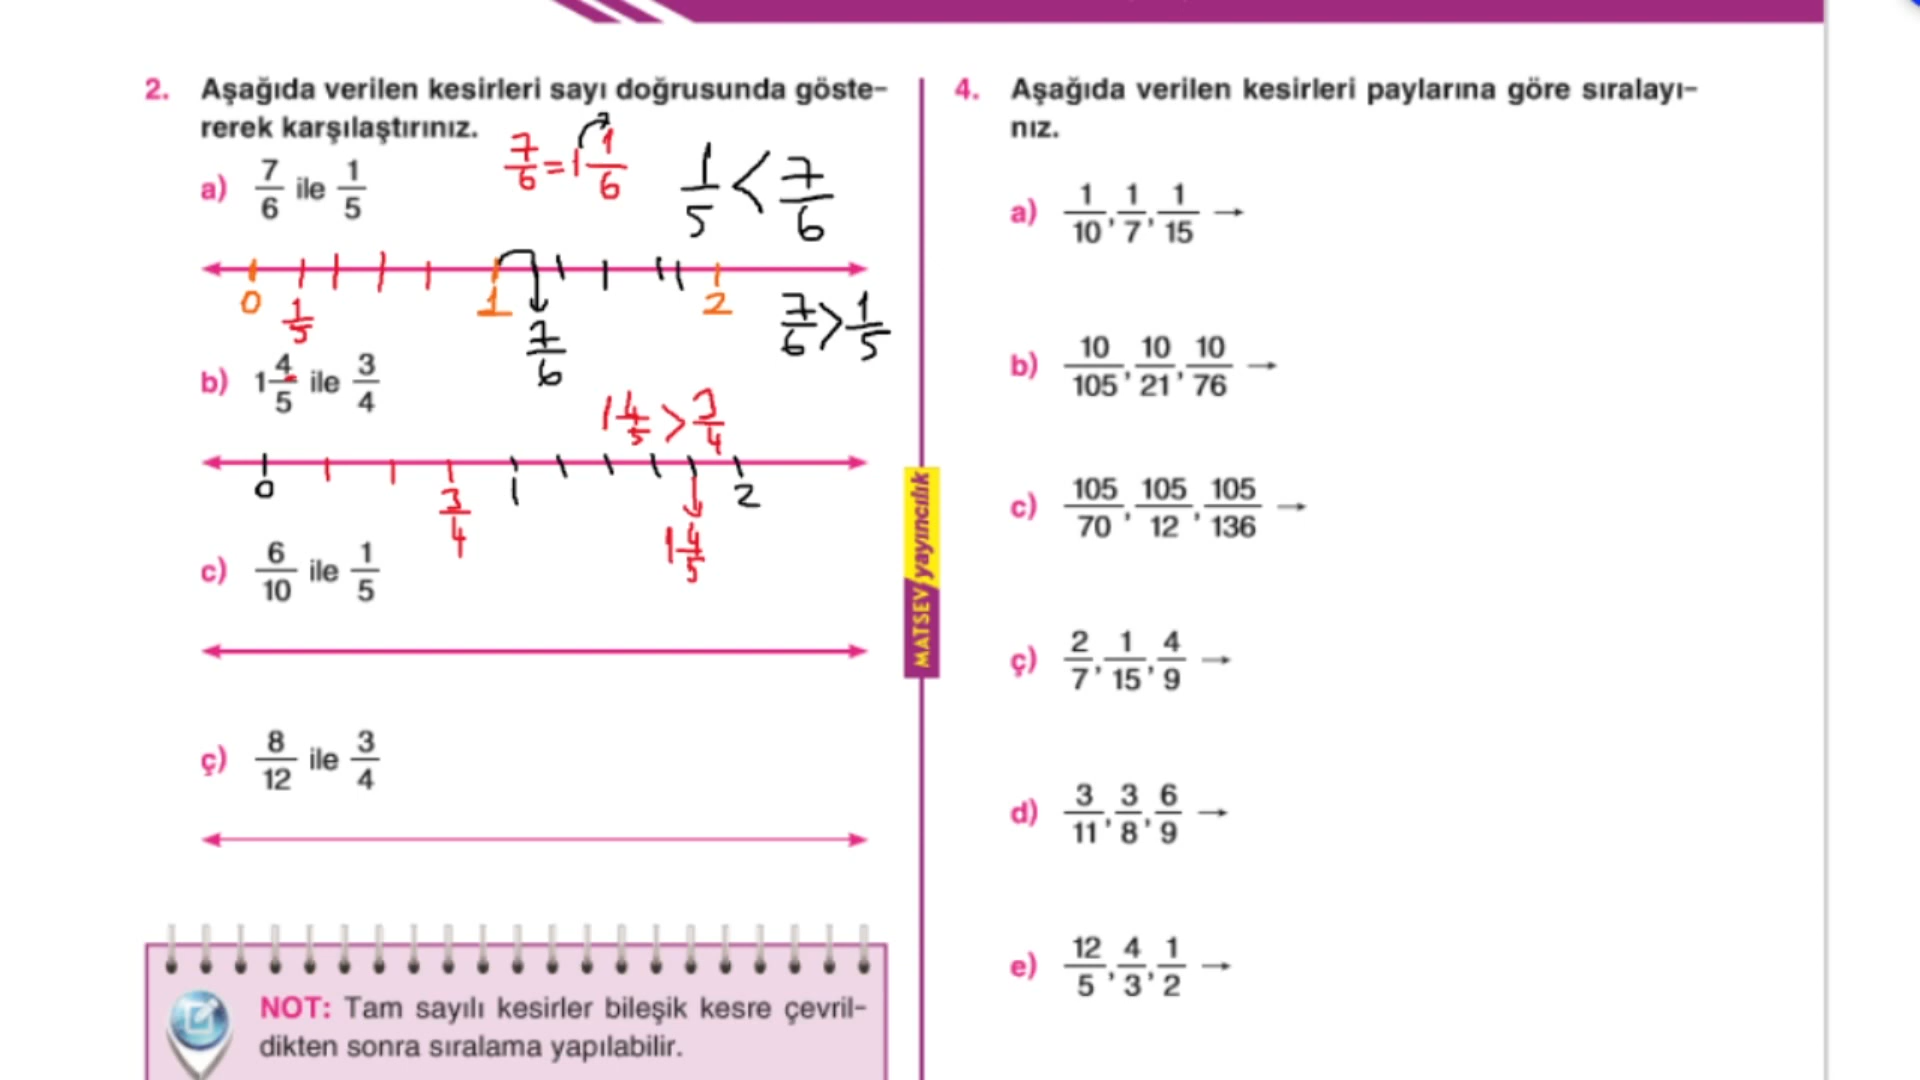 2. Aşağıda verilen kesirleri sayı doğrusunda göste-
rerek karşılaştırınız.
7/6 = 1 1/6
1/5 < 7/6
a) 7/6 ile 1/5
0 1/5 1 7/6 2
7/6 > 1/5
b) 1 4/5 ile 3/4
1 4/5 > 3/4
0 3/4 1 1 4/5 2
c) 6/10 ile 1/5
ç) 8/12 ile 3/4
NOT: Tam sayılı kesirler bileşik kesre çevril-
dikten sonra sıralama yapılabilir.
MATSEV yayıncılık
4. Aşağıda verilen kesirleri paylarına göre sıralayı-
nız.
a) 1/10, 1/7, 1/15 →
b) 10/105, 10/21, 10/76 →
c) 105/70, 105/12, 105/136 →
ç) 2/7, 1/15, 4/9 →
d) 3/11, 3/8, 6/9 →
e) 12/5, 4/3, 1/2 →